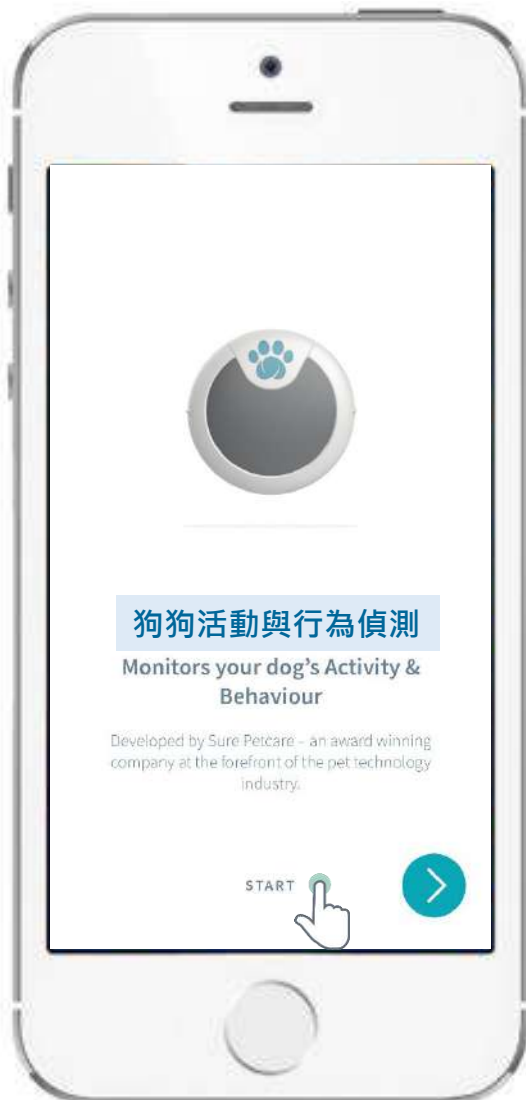 狗狗活動與行為偵測
Monitors your dog's Activity &
Behaviour
Developed by Sure Petcare – an award winning
company at the forefront of the pet technology
industry.
START